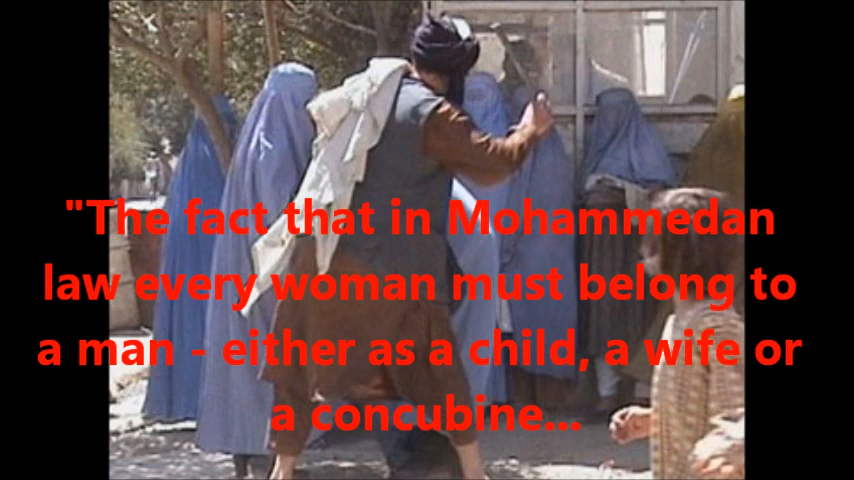 "The fact that in Mohammedan
law every woman must belong to
a man - either as a child, a wife or
a concubine...